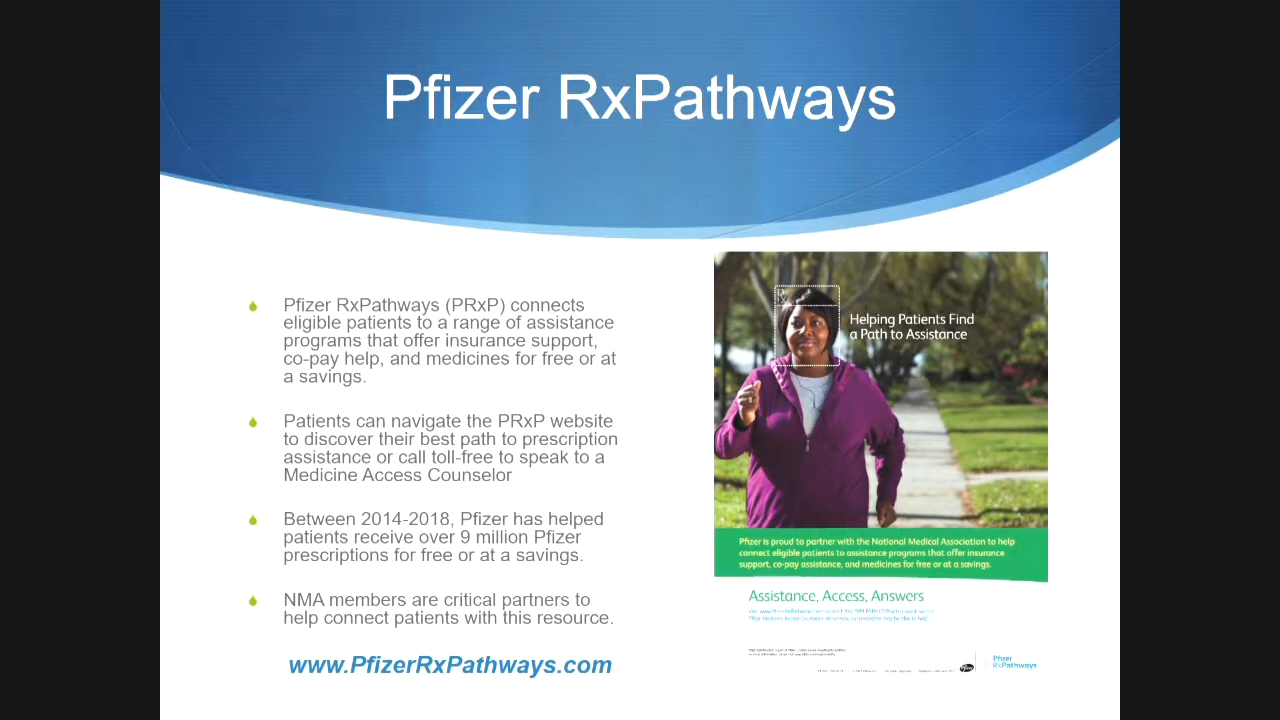 Pfizer RxPathways
Pfizer RxPathways (PRxP) connects
eligible patients to a range of assistance
programs that offer insurance support,
co-pay help, and medicines for free or at
a savings.
Patients can navigate the PRxP website
to discover their best path to prescription
assistance or call toll-free to speak to a
Medicine Access Counselor
Between 2014-2018, Pfizer has helped
patients receive over 9 million Pfizer
prescriptions for free or at a savings.
NMA members are critical partners to
help connect patients with this resource.
www.PfizerRxPathways.com
Rx
Helping Patients Find
a Path to Assistance
Pfizer is proud to partner with the National Medical Association to help
connect eligible patients to assistance programs that offer insurance
support, co-pay assistance, and medicines for free or at a savings.
Assistance, Access, Answers
Pfizer
Pfizer
RxPathways